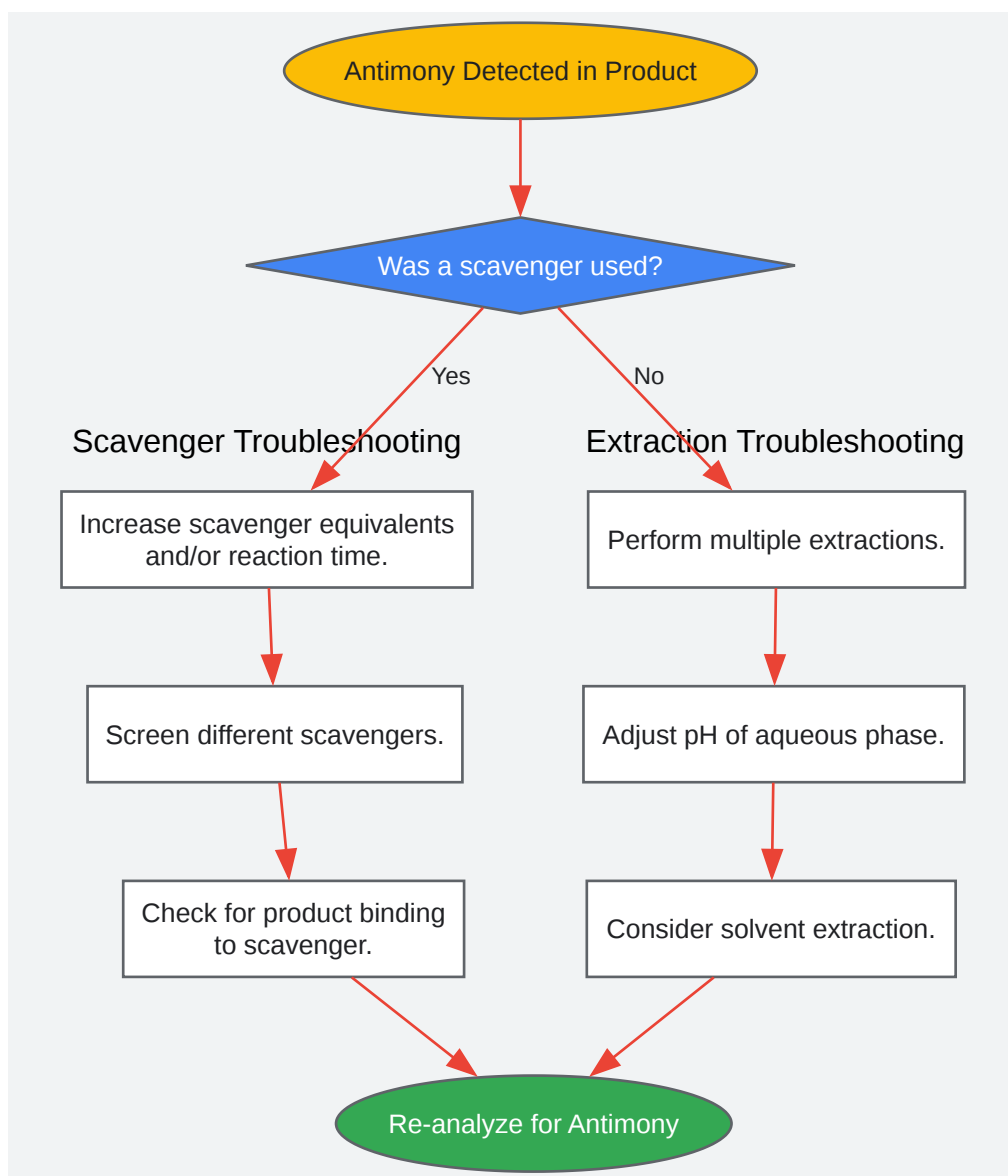 Antimony Detected in Product
Was a scavenger used?
Yes
No
Scavenger Troubleshooting
Extraction Troubleshooting
Increase scavenger equivalents
and/or reaction time.
Perform multiple extractions.
Screen different scavengers.
Adjust pH of aqueous phase.
Check for product binding
to scavenger.
Consider solvent extraction.
Re-analyze for Antimony